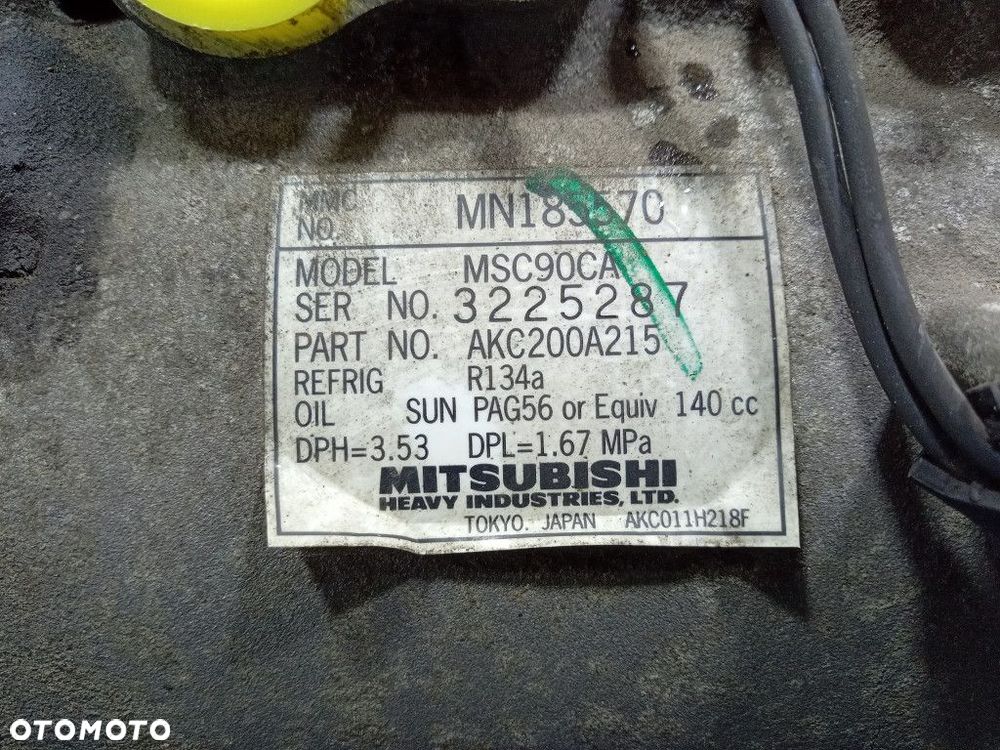 MMC
NO.
MODEL MSC90CA
SER NO. 3225287
PART NO. AKC200A215
REFRIG R134a
OIL SUN PAG56 or Equiv 140 cc
DPH=3.53 DPL=1.67 MPa
MITSUBISHI
HEAVY INDUSTRIES, LTD.
TOKYO. JAPAN AKC011H218F
OTOMOTO